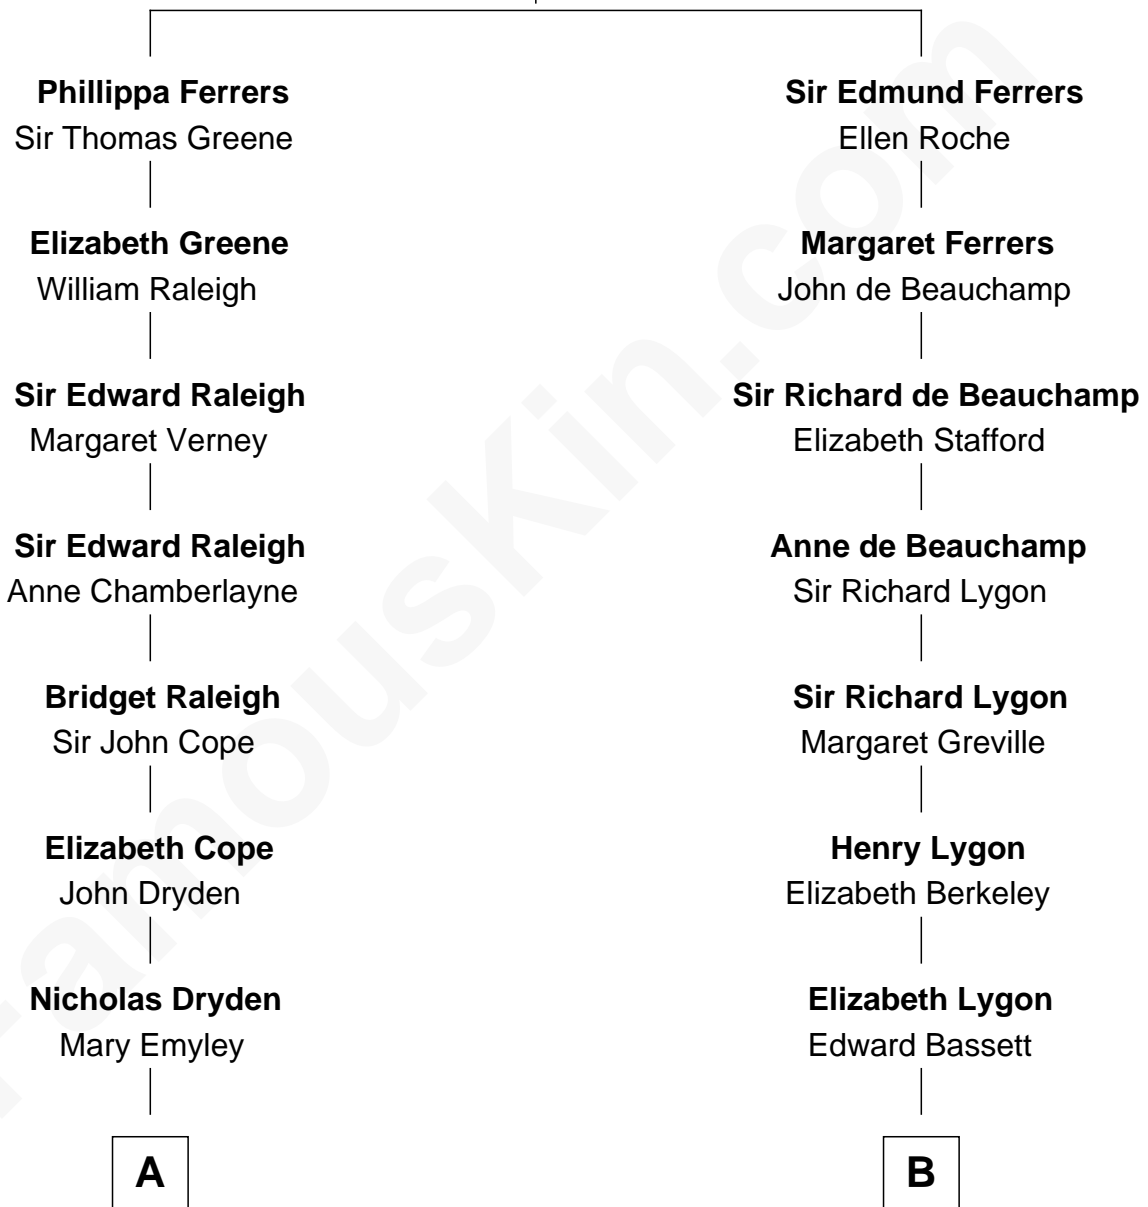 Phillippa Ferrers
Sir Thomas Greene
Elizabeth Greene
William Raleigh
Sir Edward Raleigh
Margaret Verney
Sir Edward Raleigh
Anne Chamberlayne
Bridget Raleigh
Sir John Cope
Elizabeth Cope
John Dryden
Nicholas Dryden
Mary Emyley
A
Sir Edmund Ferrers
Ellen Roche
Margaret Ferrers
John de Beauchamp
Sir Richard de Beauchamp
Elizabeth Stafford
Anne de Beauchamp
Sir Richard Lygon
Sir Richard Lygon
Margaret Greville
Henry Lygon
Elizabeth Berkeley
Elizabeth Lygon
Edward Bassett
B
FamousKin.com